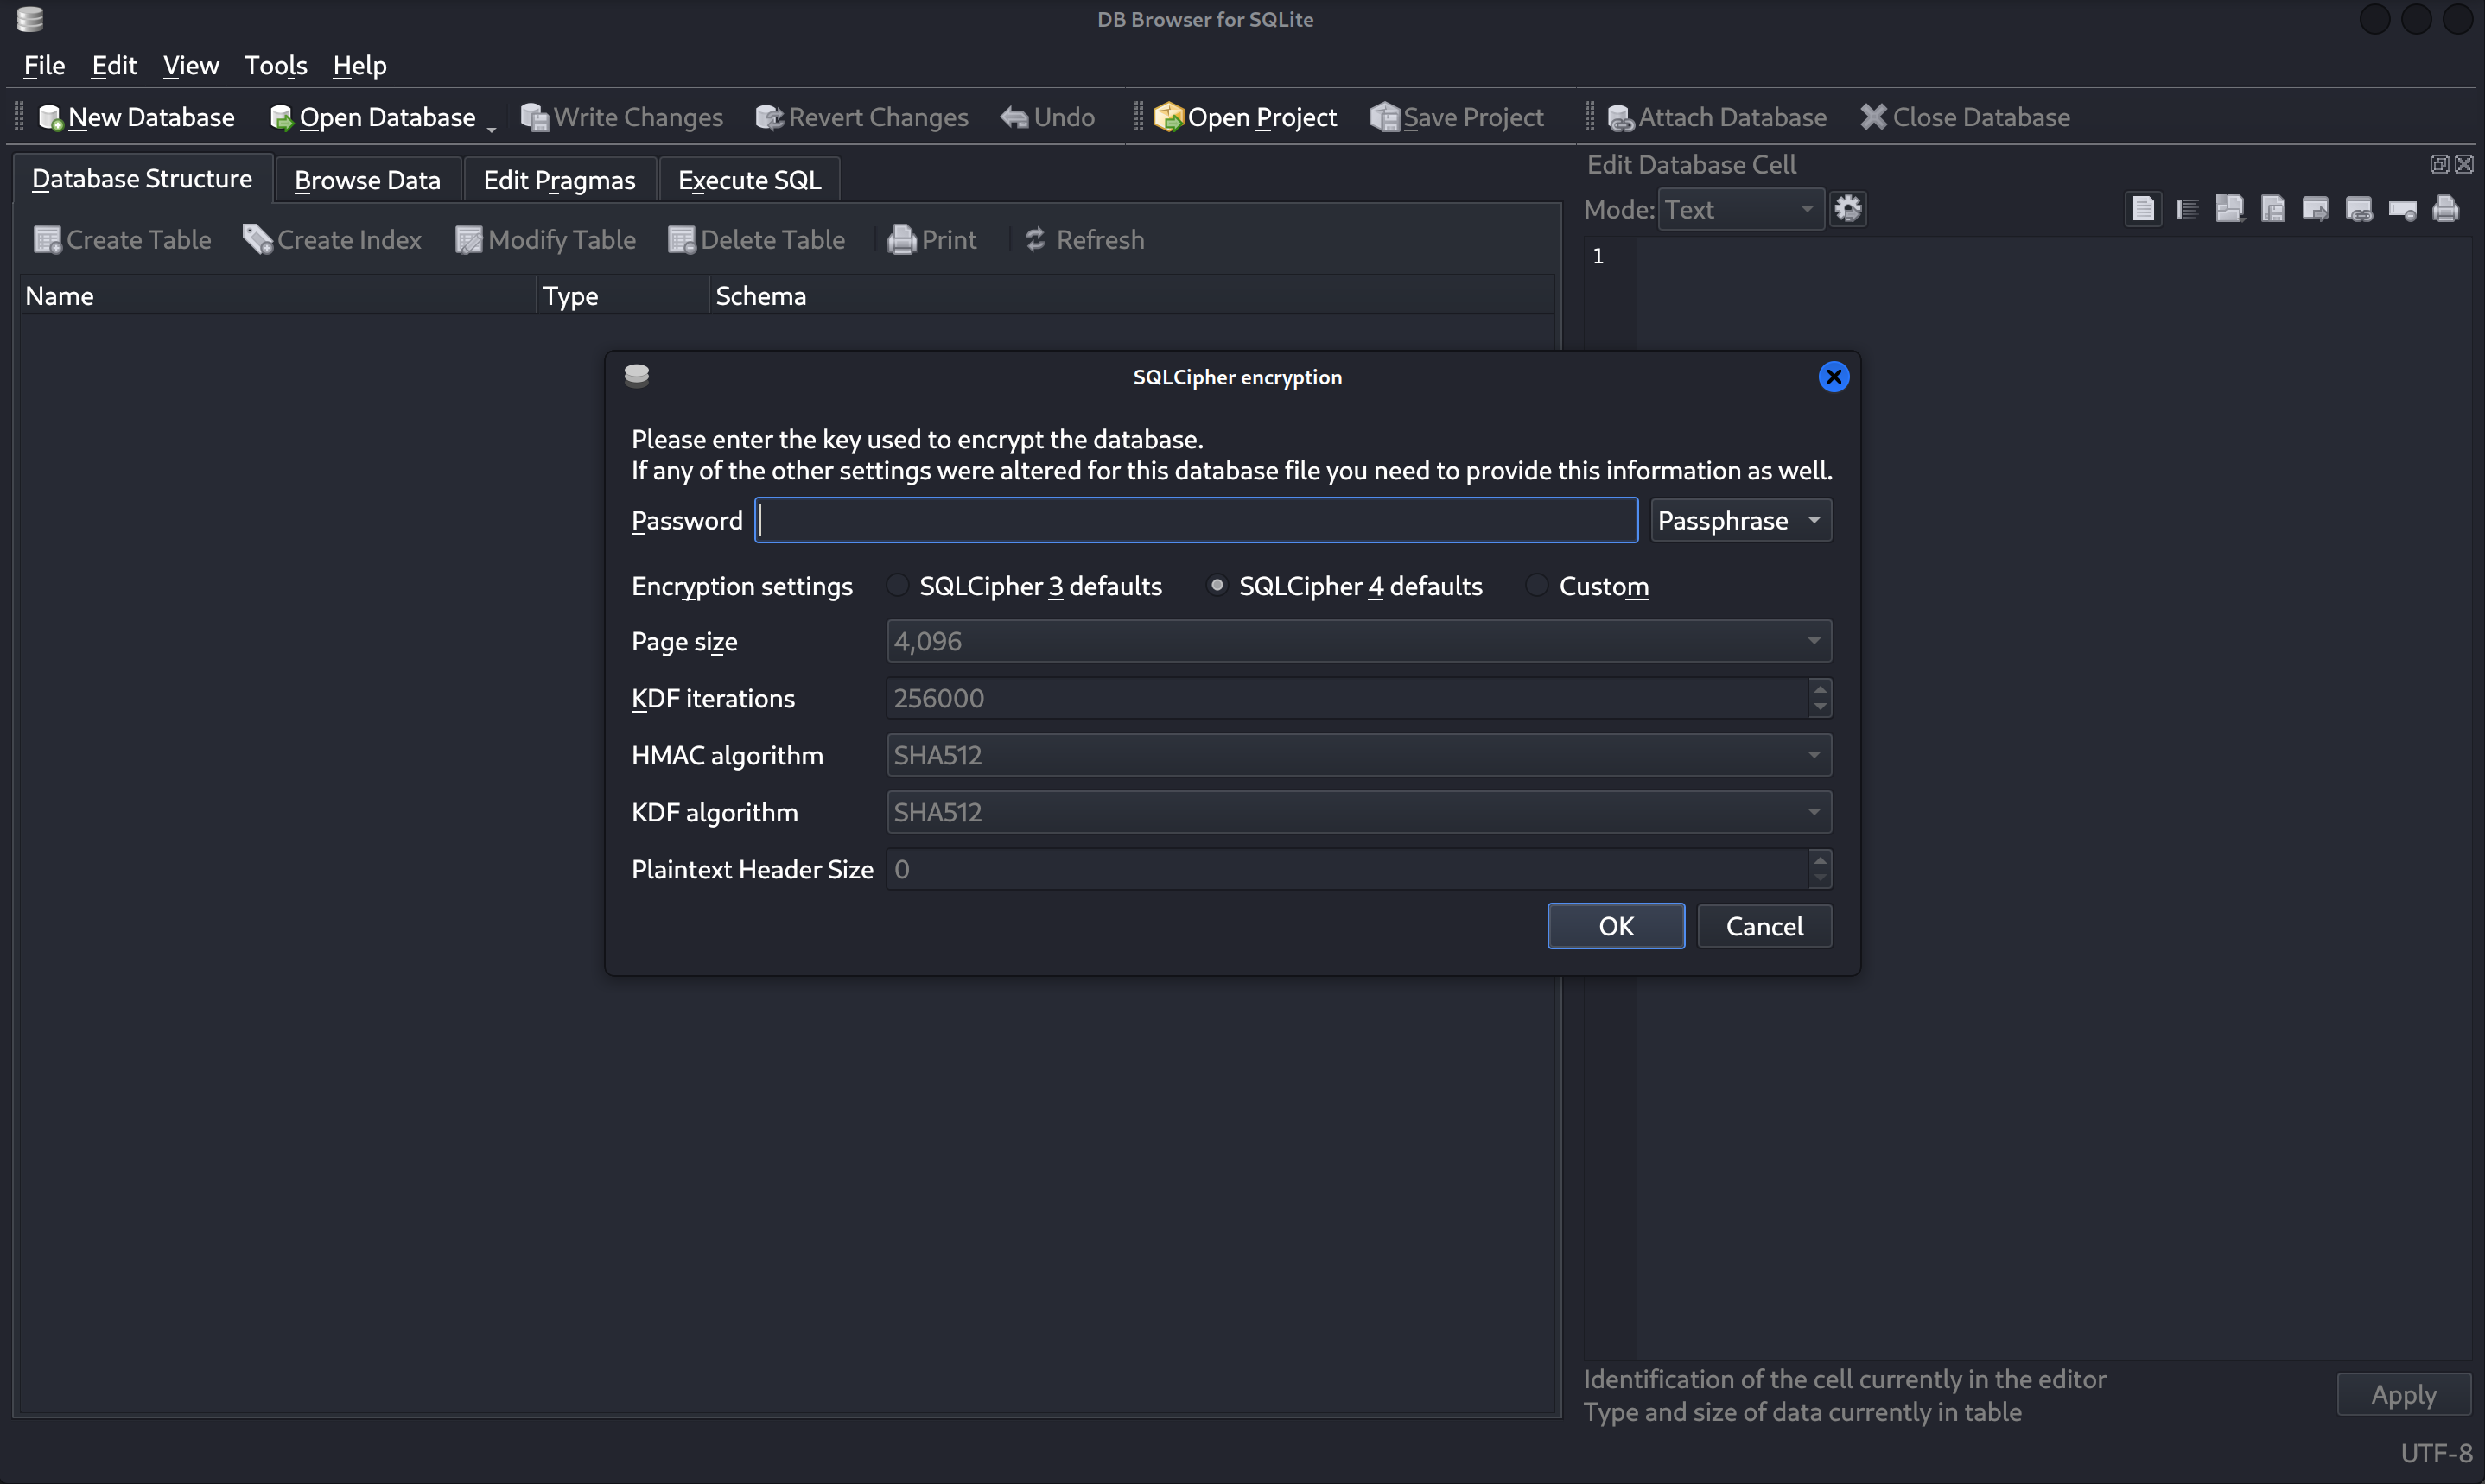 DB Browser for SQLite
File Edit View Tools Help
New Database Open Database Write Changes Revert Changes Undo Open Project Save Project Attach Database Close Database
Database Structure Browse Data Edit Pragmas Execute SQL
Create Table Create Index Modify Table Delete Table Print Refresh
Name Type Schema
Edit Database Cell
Mode: Text
1
SQLCipher encryption
Please enter the key used to encrypt the database.
If any of the other settings were altered for this database file you need to provide this information as well.
Password Passphrase
Encryption settings SQLCipher 3 defaults SQLCipher 4 defaults Custom
Page size 4,096
KDF iterations 256000
HMAC algorithm SHA512
KDF algorithm SHA512
Plaintext Header Size 0
OK Cancel
Identification of the cell currently in the editor
Type and size of data currently in table
Apply
UTF-8